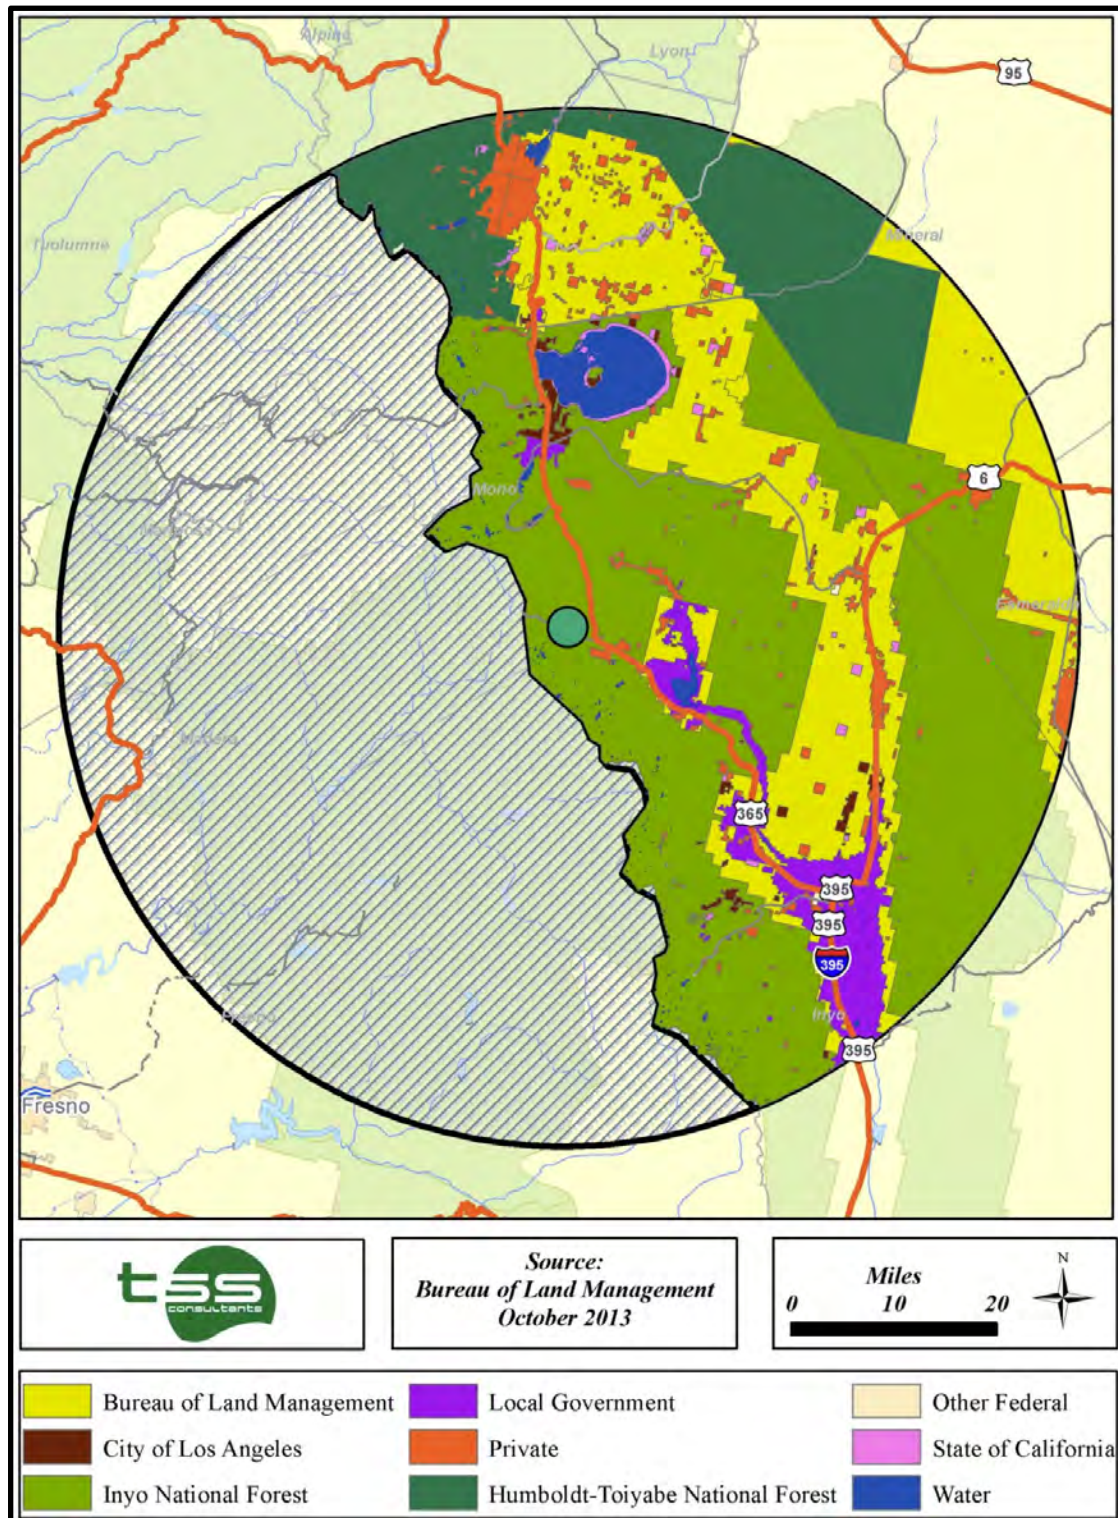 Alpine
Lyon
95
Tuolumne
Mineral
6
Mono
Esmeralda
Madera
365
395
395
395
Inyo
Fresno
395
Fresno
tss
consultants
Source:
Bureau of Land Management
October 2013
Miles
0 10 20
N
Bureau of Land Management
Local Government
Other Federal
City of Los Angeles
Private
State of California
Inyo National Forest
Humboldt-Toiyabe National Forest
Water